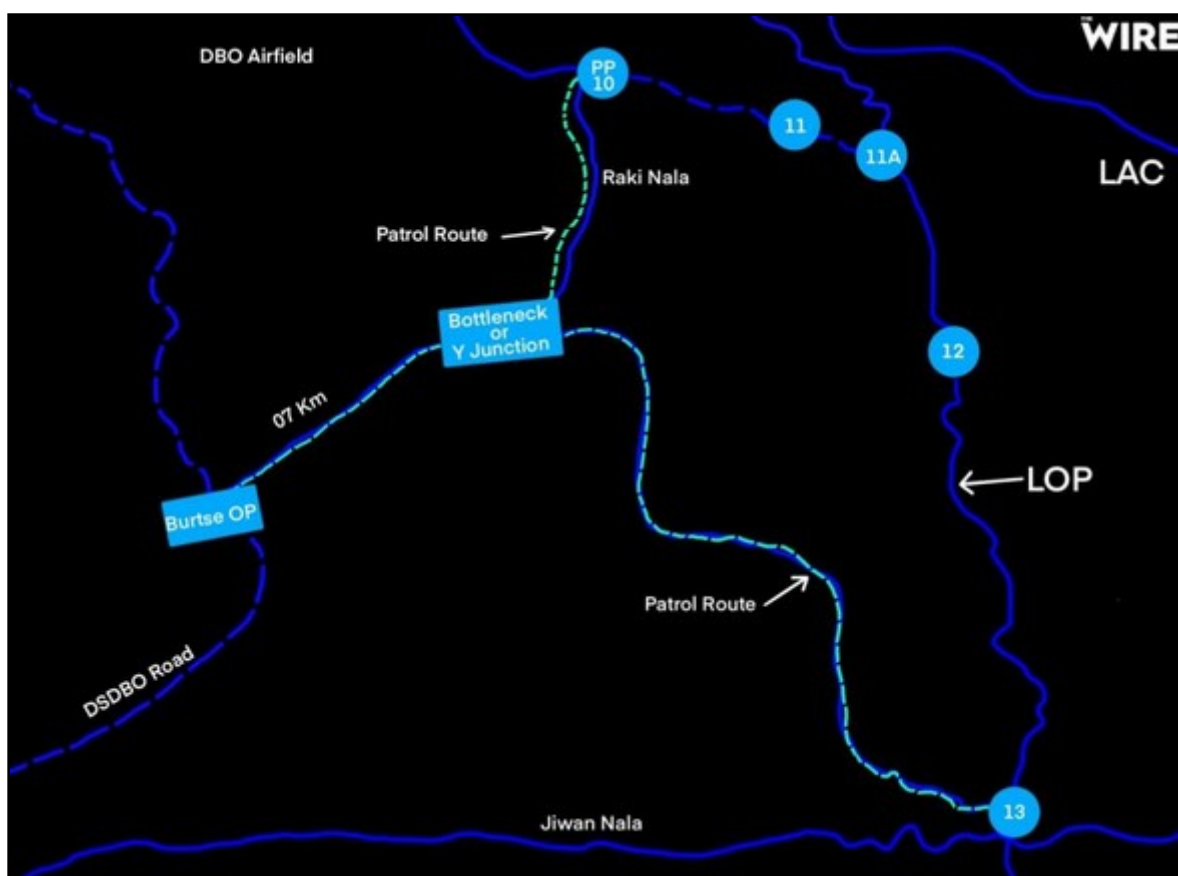 THE
WIRE
DBO Airfield
PP
10
11
11A
LAC
Raki Nala
Patrol Route
Bottleneck
or
Y Junction
12
07 Km
LOP
Burtse OP
Patrol Route
DSDBO Road
13
Jiwan Nala